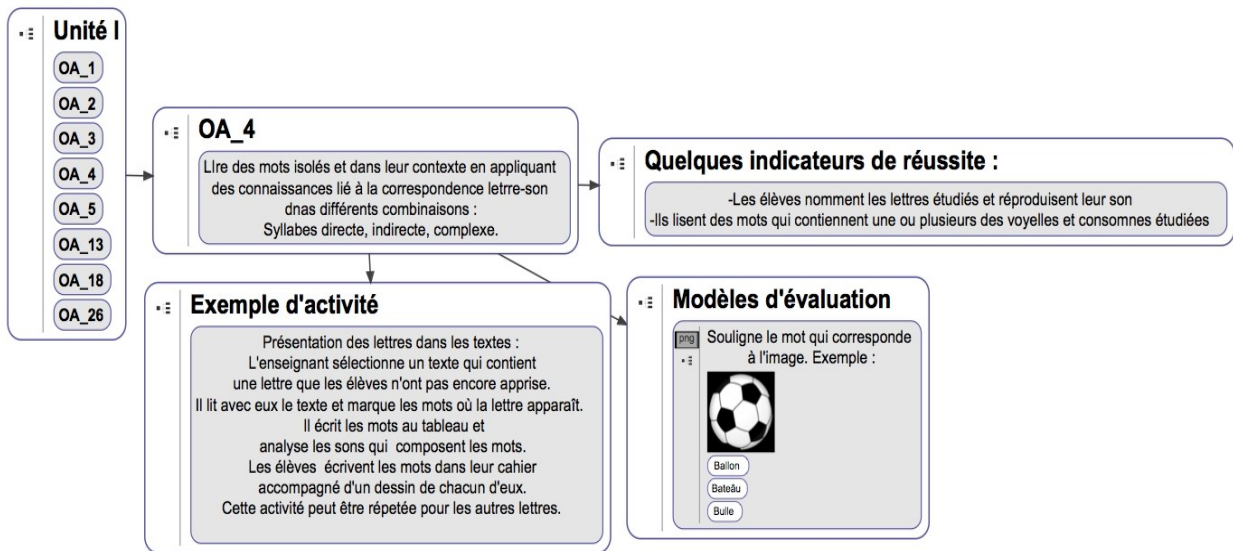 Unité I
OA_1
OA_2
OA_3
OA_4
OA_5
OA_13
OA_18
OA_26
OA_4
LIre des mots isolés et dans leur contexte en appliquant
des connaissances lié à la correspondence letrre-son
dnas différents combinaisons :
Syllabes directe, indirecte, complexe.
Quelques indicateurs de réussite :
-Les élèves nomment les lettres étudiés et réproduisent leur son
-Ils lisent des mots qui contiennent une ou plusieurs des voyelles et consomnes étudiées
Exemple d'activité
Présentation des lettres dans les textes :
L'enseignant sélectionne un texte qui contient
une lettre que les élèves n'ont pas encore apprise.
Il lit avec eux le texte et marque les mots où la lettre apparaît.
Il écrit les mots au tableau et
analyse les sons qui composent les mots.
Les élèves écrivent les mots dans leur cahier
accompagné d'un dessin de chacun d'eux.
Cette activité peut être répetée pour les autres lettres.
Modèles d'évaluation
png
Souligne le mot qui corresponde
à l'image. Exemple :
Ballon
Bateâu
Bulle